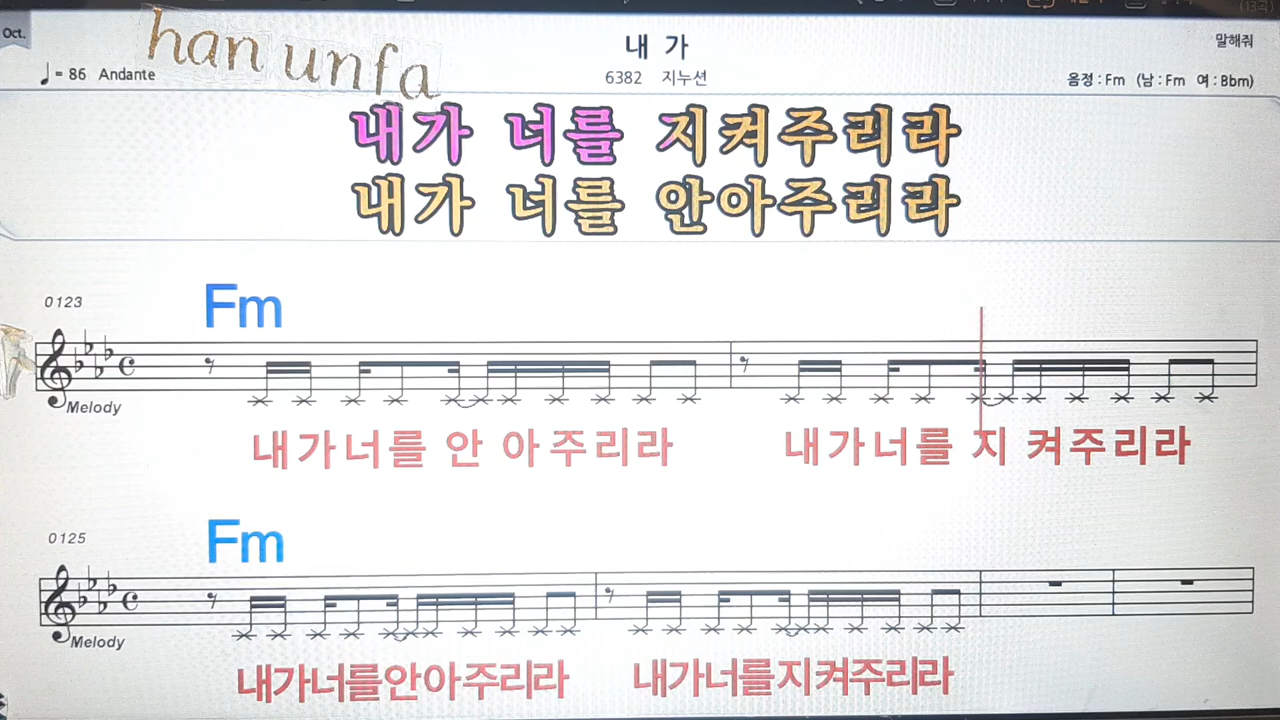 Oct.
han unfa
내 가
말해줘
♩= 86 Andante
6382 지누션
음정 : Fm (남 : Fm 여 : Bbm)
내가 너를 지켜주리라
내가 너를 안아주리라
0123
Fm
Melody
내가너를 안 아주리라 내가너를 지 켜주리라
0125
Fm
Melody
내가너를안아주리라 내가너를지켜주리라